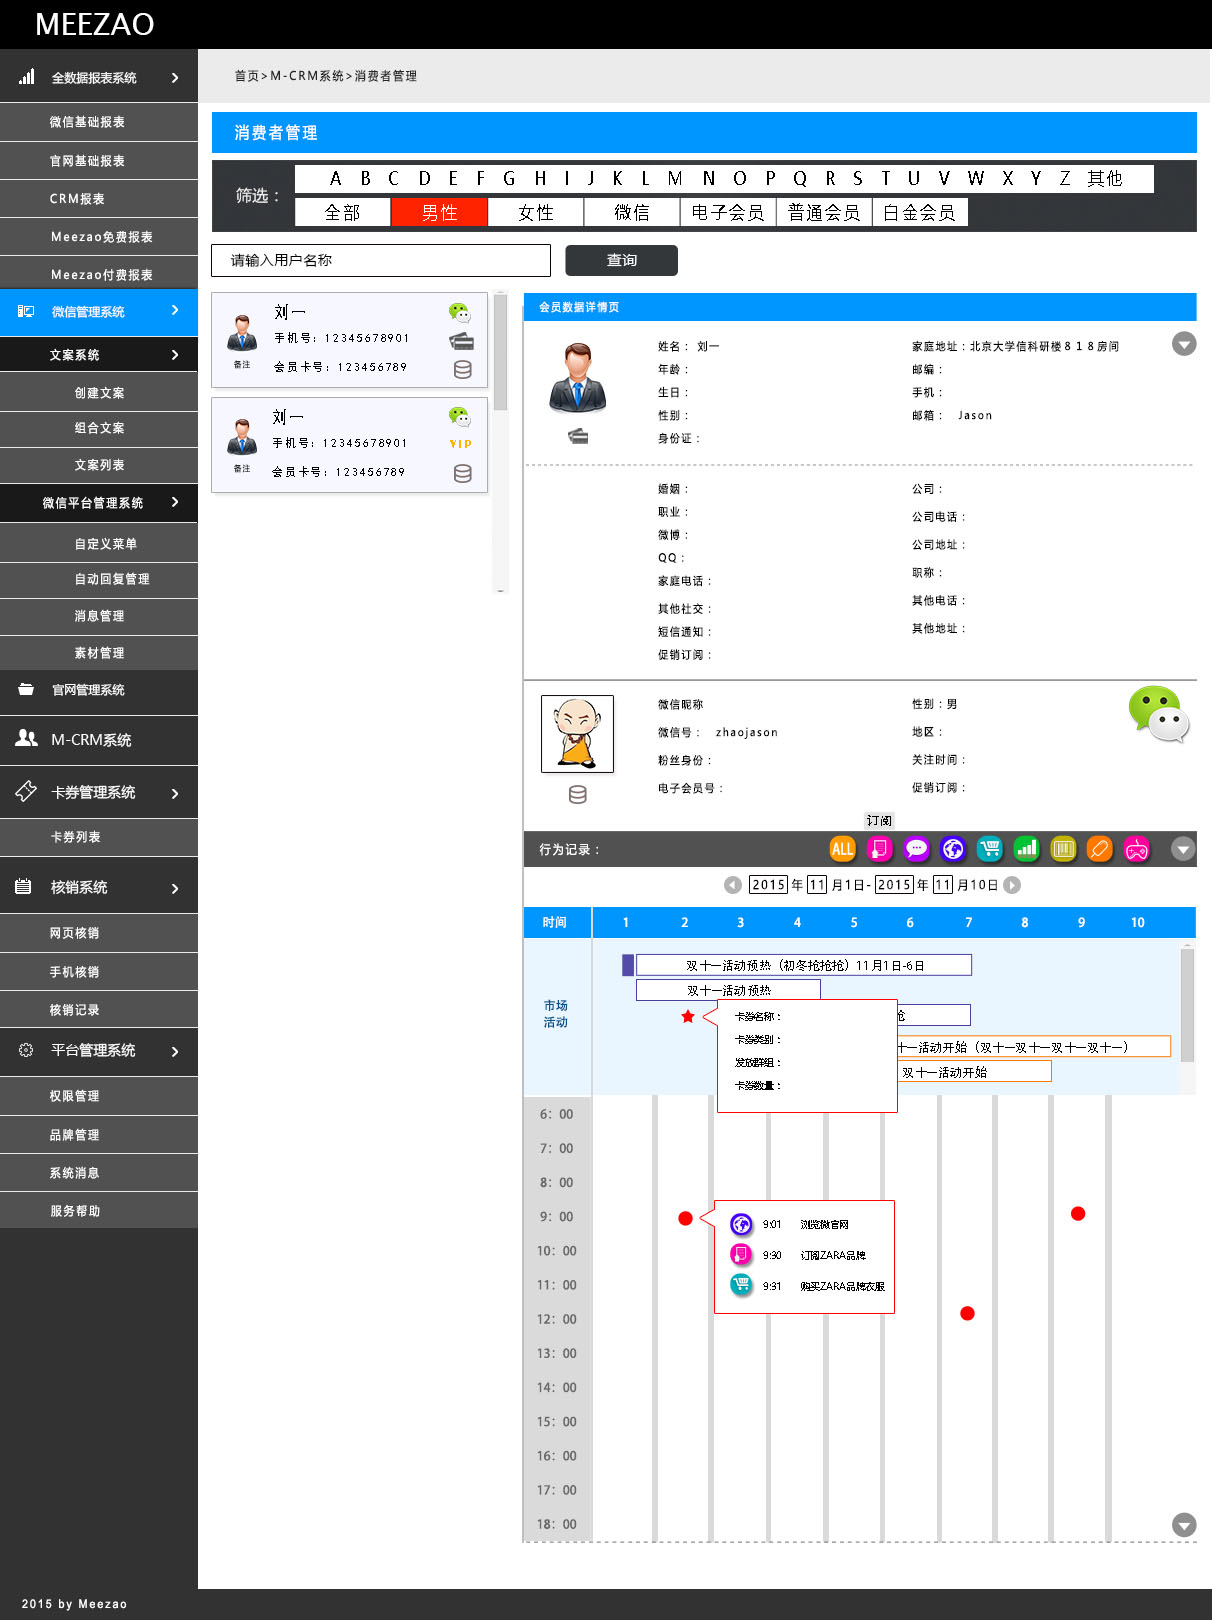 MEEZAO
全数据报表系统
微信基础报表
官网基础报表
CRM报表
Meezao免费报表
Meezao付费报表
微信管理系统
文案系统
创建文案
组合文案
文案列表
微信平台管理系统
自定义菜单
自动回复管理
消息管理
素材管理
官网管理系统
M-CRM系统
卡券管理系统
卡券列表
核销系统
网页核销
手机核销
核销记录
平台管理系统
权限管理
品牌管理
系统消息
服务帮助
首页>M-CRM系统>消费者管理
消费者管理
筛选：
A B C D E F G H I J K L M N O P Q R S T U V W X Y Z 其他
全部 男性 女性 微信 电子会员 普通会员 白金会员
请输入用户名称
查询
刘一
手机号：12345678901
备注
会员卡号：123456789
刘一
手机号：12345678901
VIP
备注
会员卡号：123456789
会员数据详情页
姓名： 刘一
年龄：
生日：
性别：
身份证：
家庭地址：北京大学信科研楼８１８房间
邮编：
手机：
邮箱： Jason
婚姻：
职业：
微博：
QQ：
家庭电话：
其他社交：
短信通知：
促销订阅：
公司：
公司电话：
公司地址：
职称：
其他电话：
其他地址：
微信昵称
微信号： zhaojason
粉丝身份：
电子会员号：
性别：男
地区：
关注时间：
促销订阅：
订阅
行为记录：
ALL
2015 年 11 月1日- 2015 年 11 月10日
时间 1 2 3 4 5 6 7 8 9 10
市场
活动
双十一活动预热（初冬抢抢抢）11月1日-6日
双十一活动预热
抢
十一活动开始（双十一双十一双十一双十一）
双十一活动开始
卡券名称：
卡券类别：
发放群组：
卡券数量：
6：00
7：00
8：00
9：00
10：00
11：00
12：00
13：00
14：00
15：00
16：00
17：00
18：00
9:01 浏览微官网
9:30 订阅ZARA品牌
9:31 购买ZARA品牌衣服
2015 by Meezao